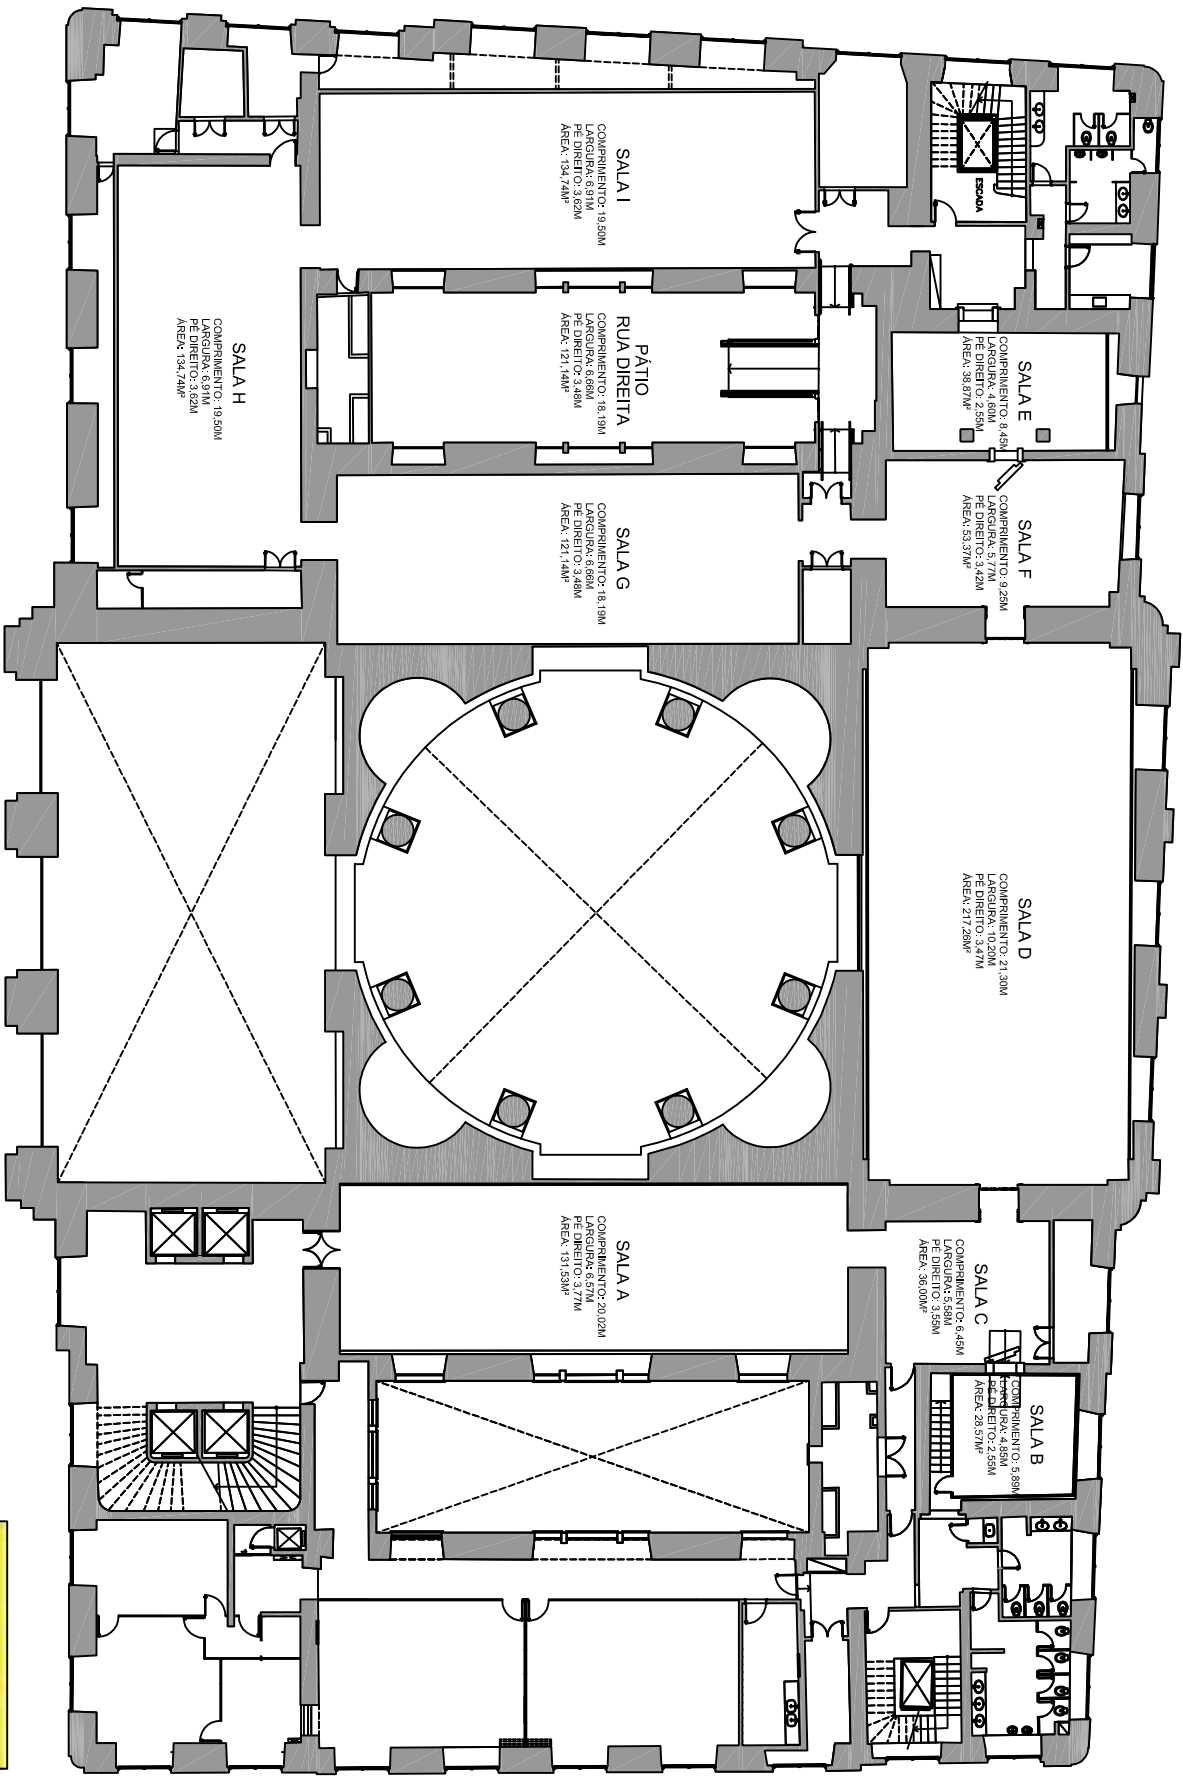 SALA I
COMPRIMENTO: 19,50M
LARGURA: 6,91M
PÉ DIREITO: 3,62M
ÁREA: 134,74M²
ESCADA
SALA H
COMPRIMENTO: 19,50M
LARGURA: 6,91M
PÉ DIREITO: 3,62M
ÁREA: 134,74M²
PÁTIO
RUA DIREITA
COMPRIMENTO: 18,19M
LARGURA: 6,66M
PÉ DIREITO: 3,48M
ÁREA: 121,14M²
SALA E
COMPRIMENTO: 8,45M
LARGURA: 4,60M
PÉ DIREITO: 2,55M
ÁREA: 38,87M²
SALA G
COMPRIMENTO: 18,19M
LARGURA: 6,66M
PÉ DIREITO: 3,48M
ÁREA: 121,14M²
SALA F
COMPRIMENTO: 9,25M
LARGURA: 5,77M
PÉ DIREITO: 3,42M
ÁREA: 53,37M²
SALA D
COMPRIMENTO: 21,30M
LARGURA: 10,20M
PÉ DIREITO: 3,47M
ÁREA: 217,26M²
SALA A
COMPRIMENTO: 20,02M
LARGURA: 6,57M
PÉ DIREITO: 3,77M
ÁREA: 131,53M²
SALA C
COMPRIMENTO: 6,45M
LARGURA: 5,58M
PÉ DIREITO: 3,55M
ÁREA: 36,00M²
SALA B
COMPRIMENTO: 5,89M
LARGURA: 4,85M
PÉ DIREITO: 2,55M
ÁREA: 28,57M²